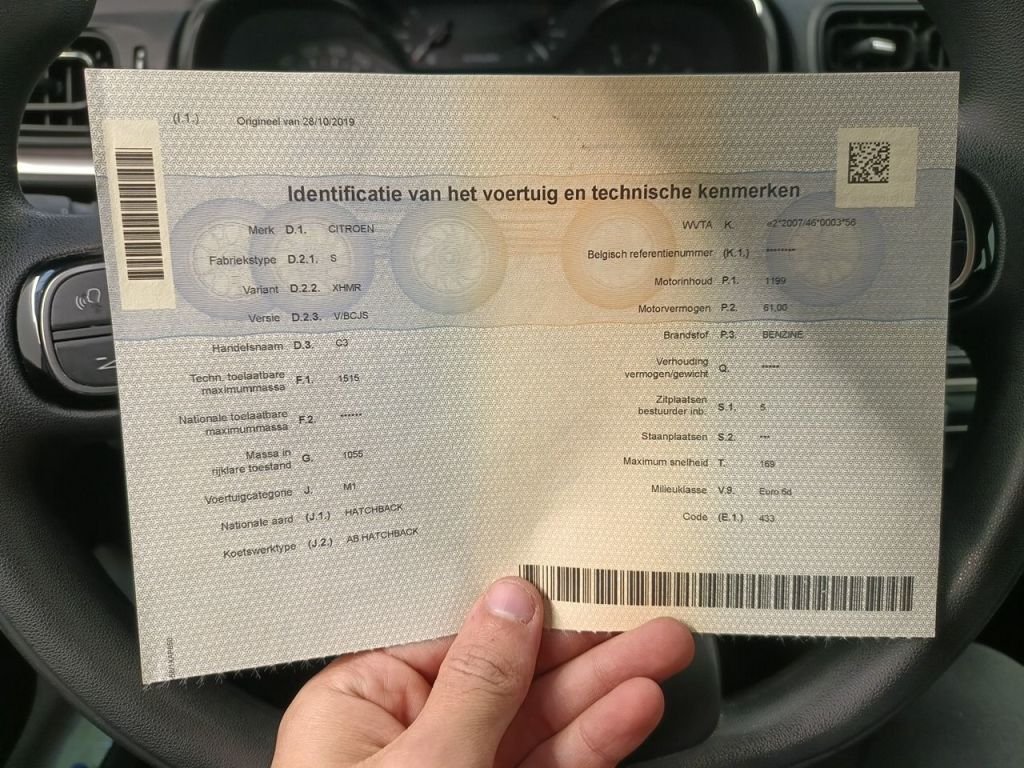 (I.1.) Origineel van 28/10/2019
Identificatie van het voertuig en technische kenmerken
Merk D.1. CITROEN
Fabriekstype D.2.1. S
Variant D.2.2. XHMR
Versie D.2.3. V/BCJS
Handelsnaam D.3. C3
Techn. toelaatbare
maximummassa F.1. 1515
Nationale toelaatbare
maximummassa F.2. ******
Massa in
rijklare toestand G. 1055
Voertuigcategorie J. M1
Nationale aard (J.1.) HATCHBACK
Koetswerktype (J.2.) AB HATCHBACK
WVTA K. e2*2007/46*0003*56
Belgisch referentienummer (K.1.) ********
Motorinhoud P.1. 1199
Motorvermogen P.2. 61,00
Brandstof P.3. BENZINE
Verhouding
vermogen/gewicht Q. *****
Zitplaatsen
bestuurder inb. S.1. 5
Staanplaatsen S.2. ***
Maximum snelheid T. 169
Milieuklasse V.9. Euro 6d
Code (E.1.) 433